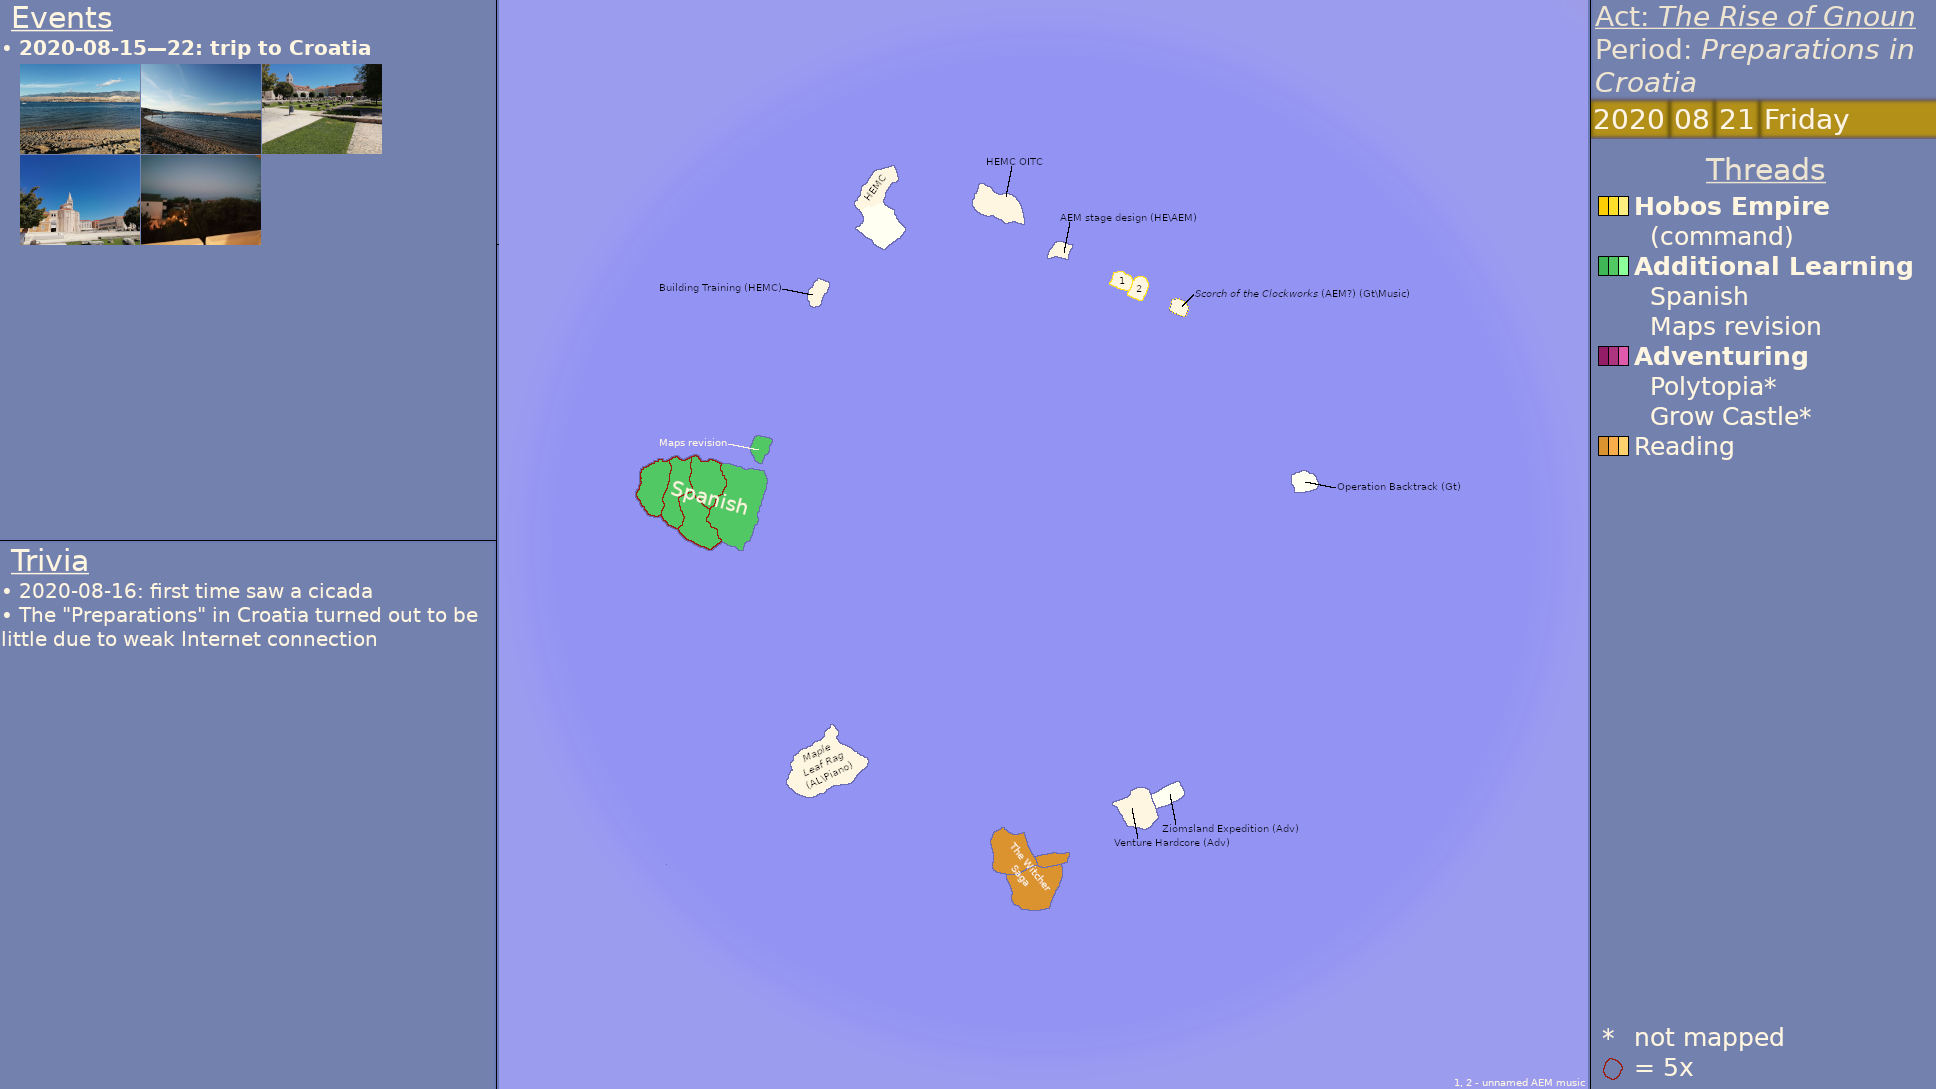 Events
• 2020-08-15—22: trip to Croatia
Trivia
• 2020-08-16: first time saw a cicada
• The "Preparations" in Croatia turned out to be
little due to weak Internet connection
HEMC
HEMC OITC
AEM stage design (HE\AEM)
Building Training (HEMC)
1
2
Scorch of the Clockworks (AEM?) (Gt\Music)
Maps revision
Spanish
Operation Backtrack (Gt)
Maple
Leaf Rag
(AL\Piano)
Ziomsland Expedition (Adv)
Venture Hardcore (Adv)
The Witcher
Saga
1, 2 - unnamed AEM music
Act: The Rise of Gnoun
Period: Preparations in
Croatia
2020 08 21 Friday
Threads
Hobos Empire
(command)
Additional Learning
Spanish
Maps revision
Adventuring
Polytopia*
Grow Castle*
Reading
* not mapped
= 5x